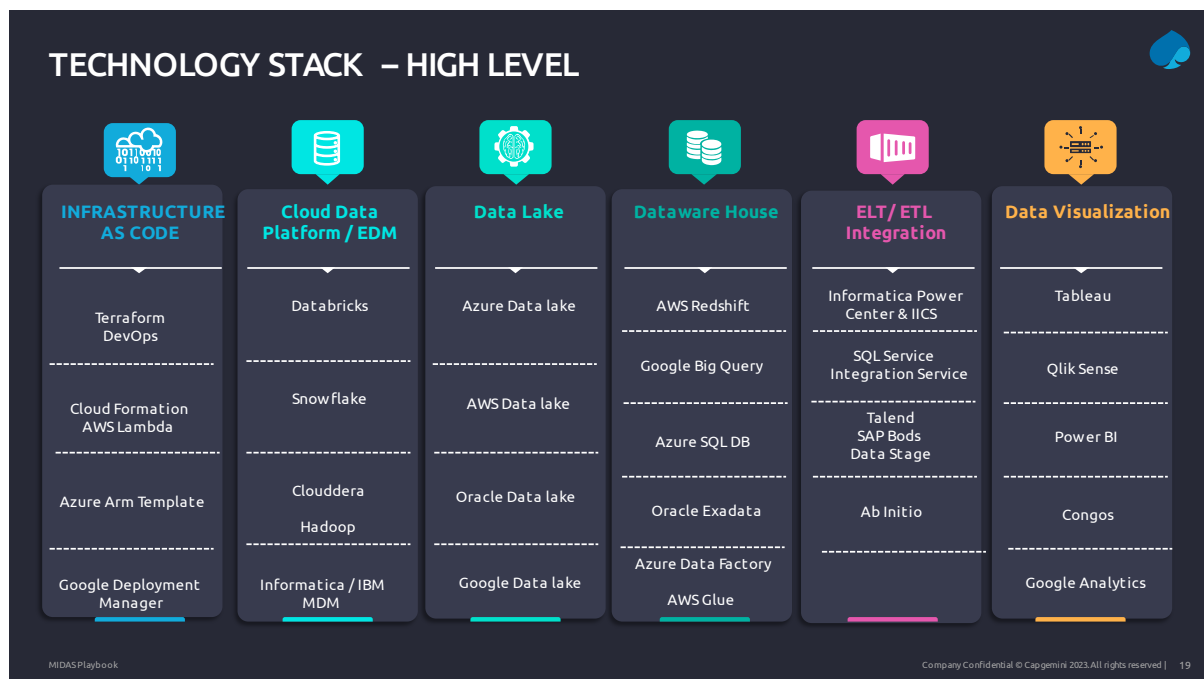 TECHNOLOGY STACK – HIGH LEVEL
INFRASTRUCTURE
AS CODE
Terraform
DevOps
Cloud Formation
AWS Lambda
Azure Arm Template
Google Deployment
Manager
Cloud Data
Platform / EDM
Databricks
Snowflake
Clouddera
Hadoop
Informatica / IBM
MDM
Data Lake
Azure Data lake
AWS Data lake
Oracle Data lake
Google Data lake
Dataware House
AWS Redshift
Google Big Query
Azure SQL DB
Oracle Exadata
Azure Data Factory
AWS Glue
ELT/ ETL
Integration
Informatica Power
Center & IICS
SQL Service
Integration Service
Talend
SAP Bods
Data Stage
Ab Initio
Data Visualization
Tableau
Qlik Sense
Power BI
Congos
Google Analytics
MIDAS Playbook
Company Confidential © Capgemini 2023.All rights reserved | 19